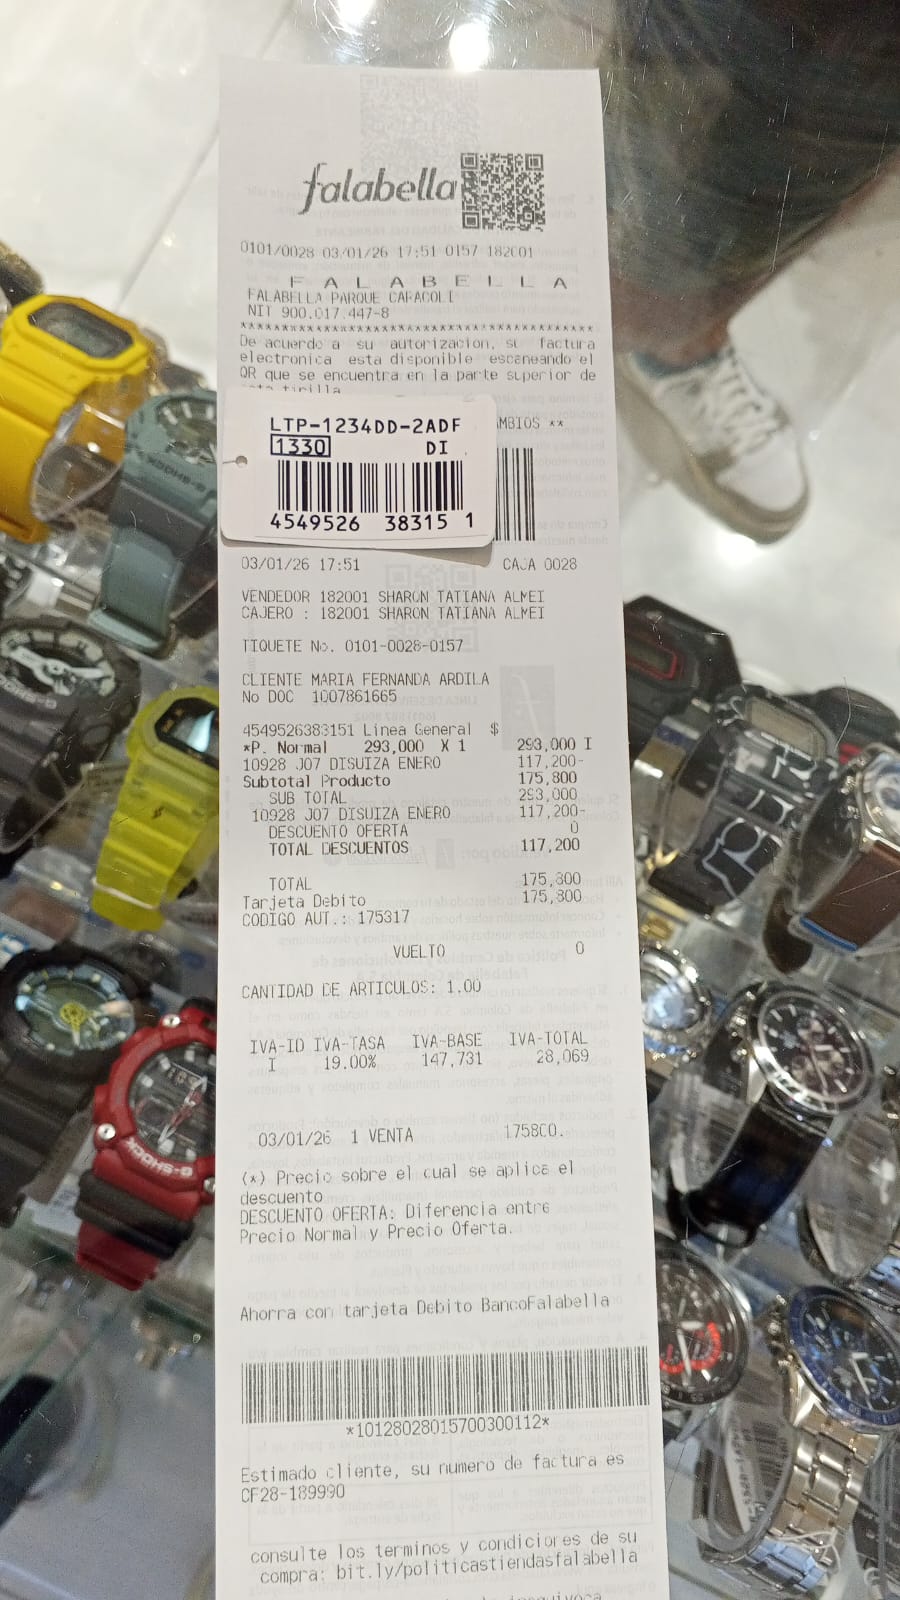 falabella
0101/0028 03/01/26 17:51 0157 182001
F A L A B E L L A
FALABELLA PARQUE CARACOLI
NIT 900.017.447-8
******************************************
De acuerdo a su autorizacion, su factura
electronica esta disponible escaneando el
QR que se encuentra en la parte superior de
esta tirilla
CAMBIOS **
LTP-1234DD-2ADF
1330 DI
4549526 38315 1
03/01/26 17:51 CAJA 0028
VENDEDOR 182001 SHARON TATIANA ALMEI
CAJERO : 182001 SHARON TATIANA ALMEI
TIQUETE No. 0101-0028-0157
CLIENTE MARIA FERNANDA ARDILA
No DOC 1007861665
4549526383151 Linea General $
*P. Normal 293,000 X 1 293,000 I
10928 J07 DISUIZA ENERO 117,200-
Subtotal Producto 175,800
SUB TOTAL 293,000
10928 J07 DISUIZA ENERO 117,200-
DESCUENTO OFERTA 0
TOTAL DESCUENTOS 117,200
TOTAL 175,800
Tarjeta Debito 175,800
CODIGO AUT.: 175317
VUELTO 0
CANTIDAD DE ARTICULOS: 1.00
IVA-ID IVA-TASA IVA-BASE IVA-TOTAL
I 19.00% 147,731 28,069
03/01/26 1 VENTA 175800.
(*) Precio sobre el cual se aplica el
descuento
DESCUENTO OFERTA: Diferencia entre
Precio Normal y Precio Oferta.
Ahorra con tarjeta Debito BancoFalabella
*10128028015700300112*
Estimado cliente, su numero de factura es
CF28-189990
consulte los terminos y condiciones de su
compra: bit.ly/politicastiendasfalabella
G-SHOCK
G-SHOCK